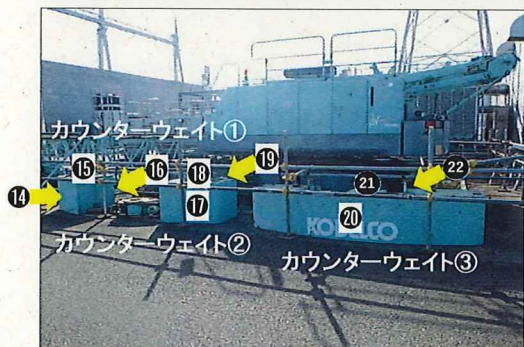 カウンターウェイト①
⑮ ⑯ ⑱ ⑲ ㉑ ㉒
⑭ ⑰ ⑳
KOBELCO
カウンターウェイト②
カウンターウェイト③